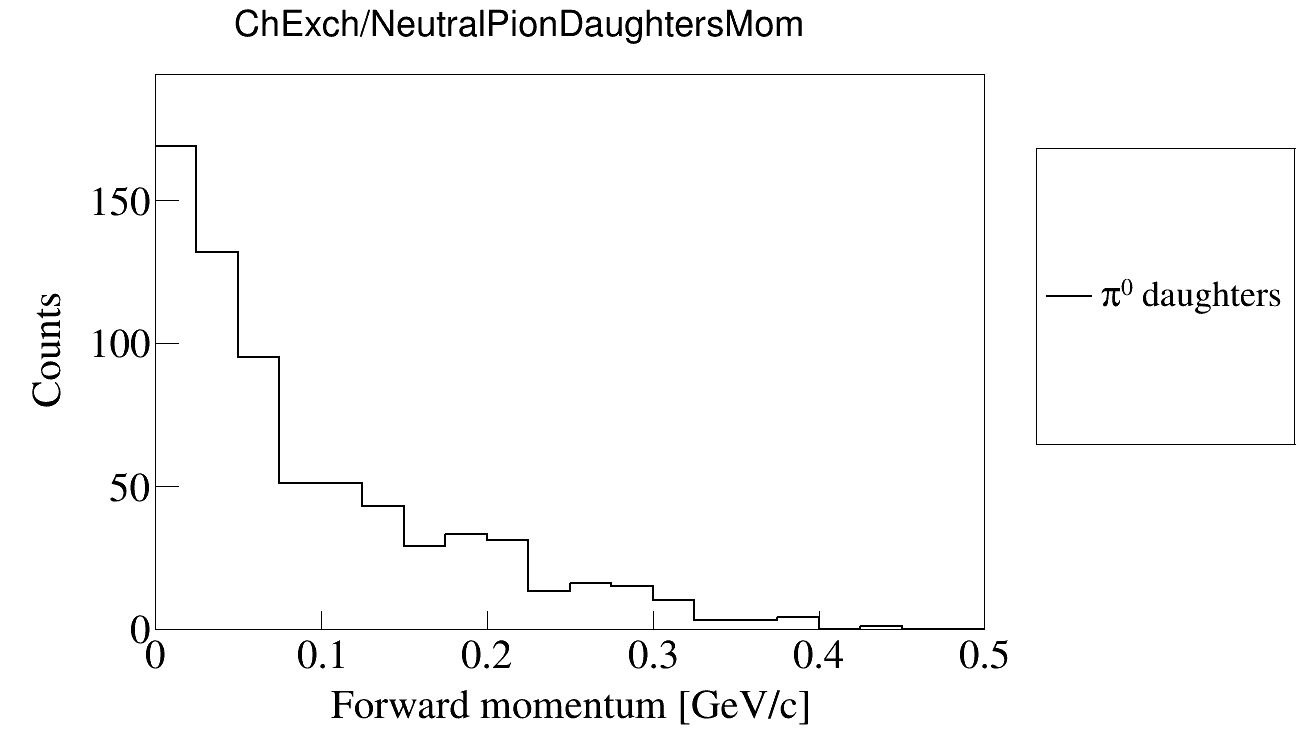 ChExch/NeutralPionDaughtersMom
150
100
50
0
Counts
0 0.1 0.2 0.3 0.4 0.5
Forward momentum [GeV/c]
π⁰ daughters